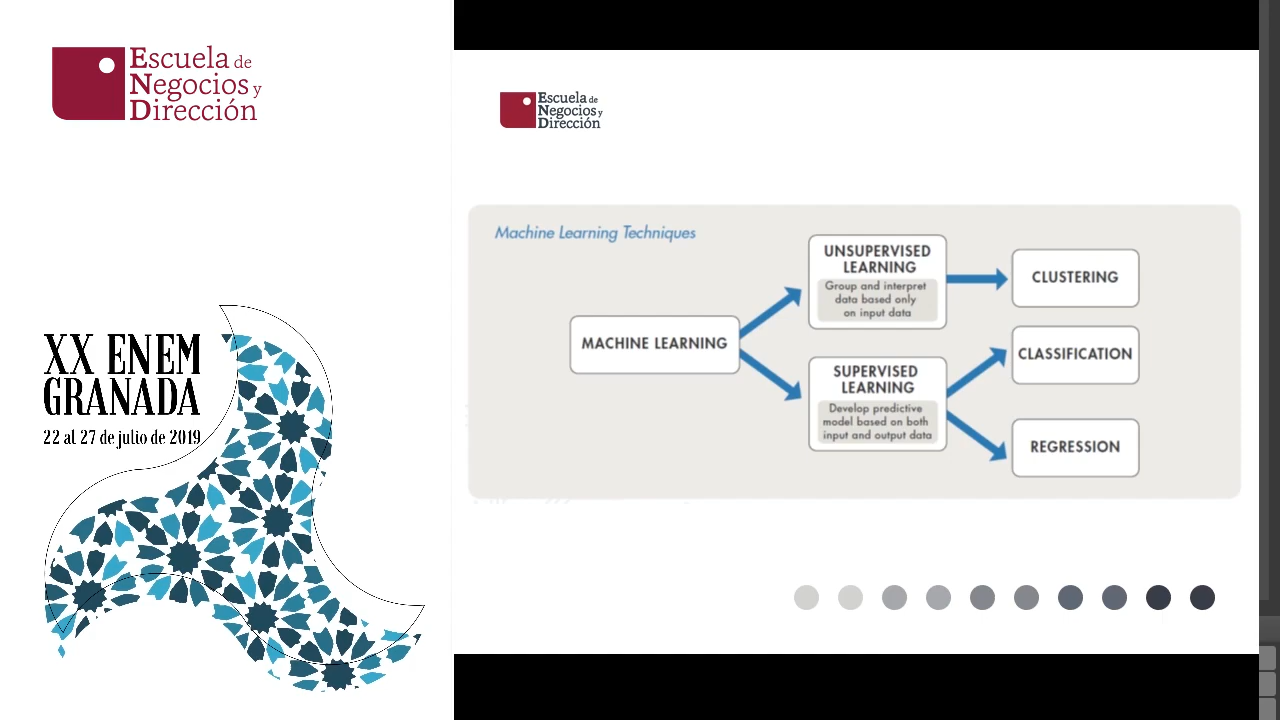 Escuela de
Negocios y
Dirección
XX ENEM
GRANADA
22 al 27 de julio de 2019
Escuela de
Negocios y
Dirección
Machine Learning Techniques
MACHINE LEARNING
UNSUPERVISED
LEARNING
Group and interpret
data based only
on input data
CLUSTERING
SUPERVISED
LEARNING
Develop predictive
model based on both
input and output data
CLASSIFICATION
REGRESSION